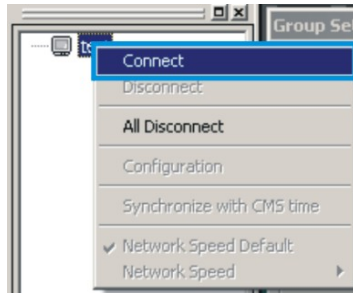 Group Se
Connect
Disconnect
All Disconnect
Configuration
Synchronize with CMS time
Network Speed Default
Network Speed